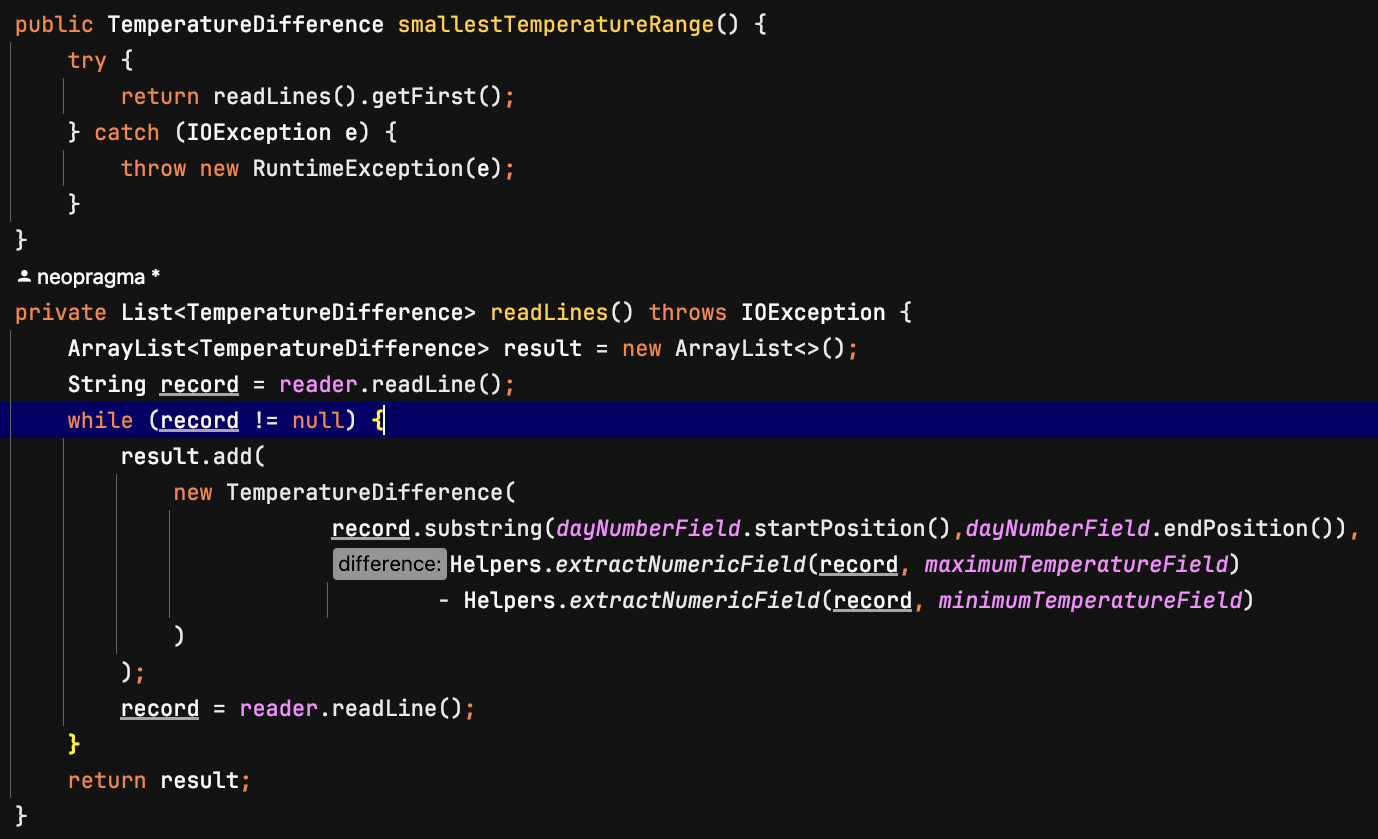 public TemperatureDifference smallestTemperatureRange() {
    try {
        return readLines().getFirst();
    } catch (IOException e) {
        throw new RuntimeException(e);
    }
}
neopragma *
private List<TemperatureDifference> readLines() throws IOException {
    ArrayList<TemperatureDifference> result = new ArrayList<>();
    String record = reader.readLine();
    while (record != null) {
        result.add(
            new TemperatureDifference(
                        record.substring(dayNumberField.startPosition(),dayNumberField.endPosition()),
                        difference: Helpers.extractNumericField(record, maximumTemperatureField)
                                - Helpers.extractNumericField(record, minimumTemperatureField)
            )
        );
        record = reader.readLine();
    }
    return result;
}